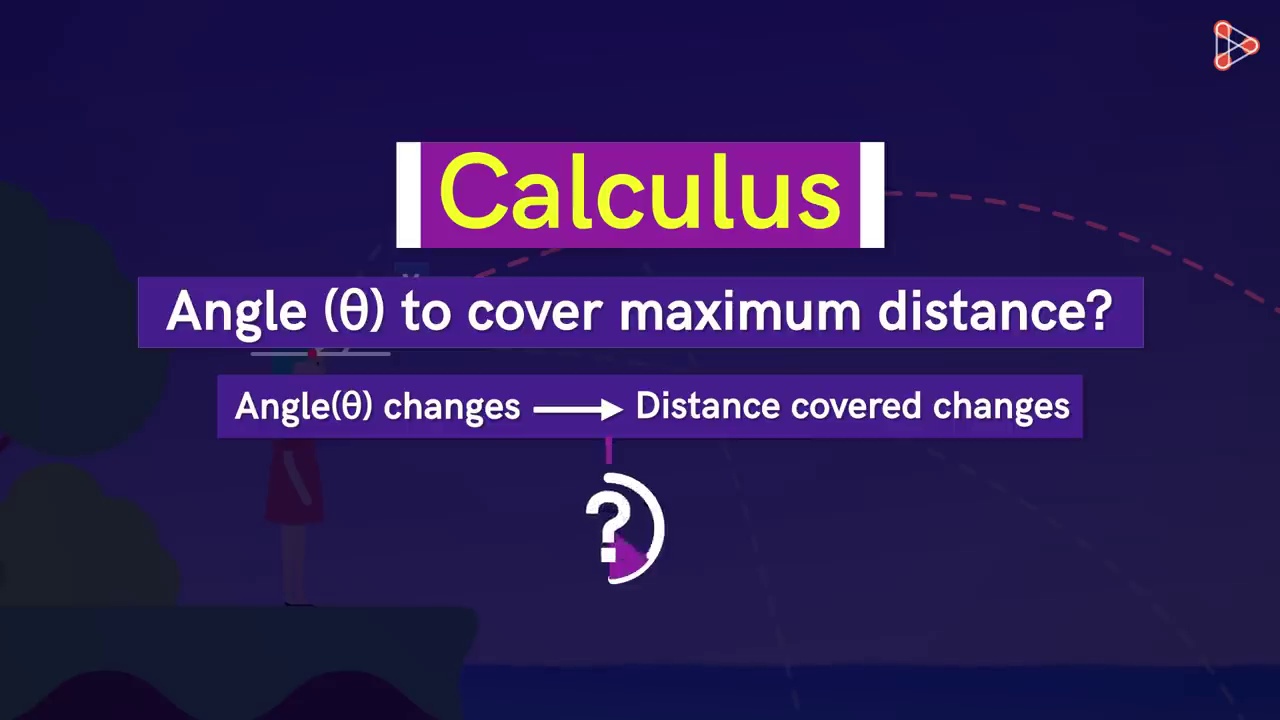 Calculus
Angle (θ) to cover maximum distance?
Angle(θ) changes ⟶ Distance covered changes
?